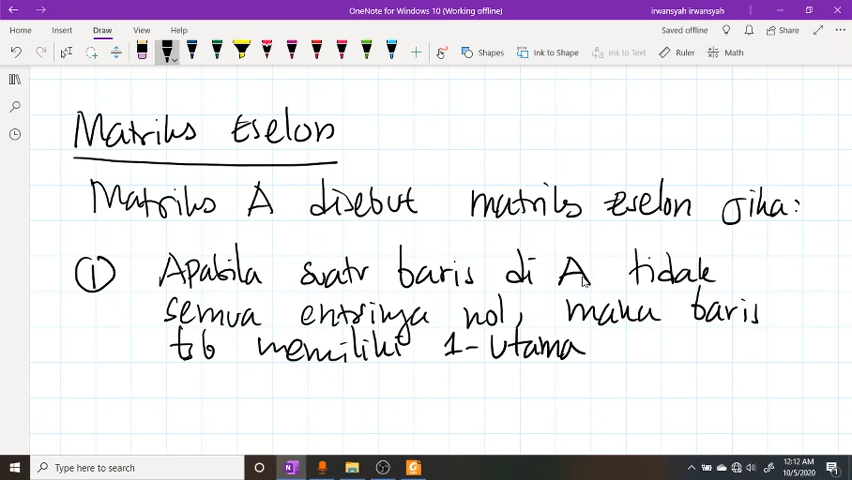 OneNote for Windows 10 (Working offline)
irwansyah irwansyah
Home Insert Draw View Help
Saved offline Share
Shapes Ink to Shape Ink to Text Ruler Math
Matriks Eselon
Matriks A disebut matriks eselon jika:
① Apabila suatu baris di A tidak
semua entrinya nol, maka baris
tsb memiliki 1-Utama
Type here to search
12:12 AM
10/5/2020